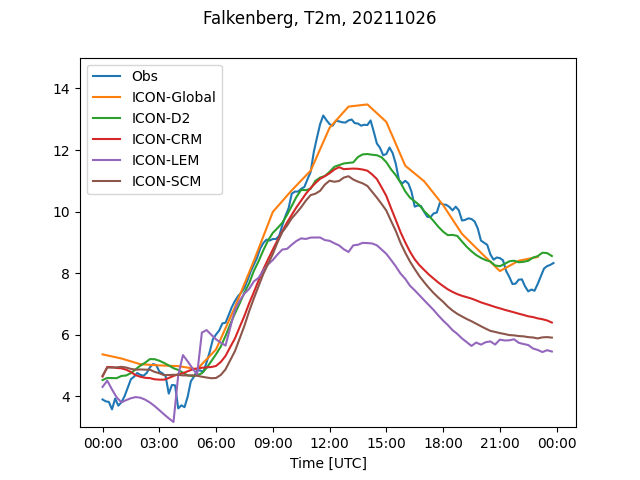 Falkenberg, T2m, 20211026
Obs
ICON-Global
ICON-D2
ICON-CRM
ICON-LEM
ICON-SCM
14
12
10
8
6
4
00:00 03:00 06:00 09:00 12:00 15:00 18:00 21:00 00:00
Time [UTC]